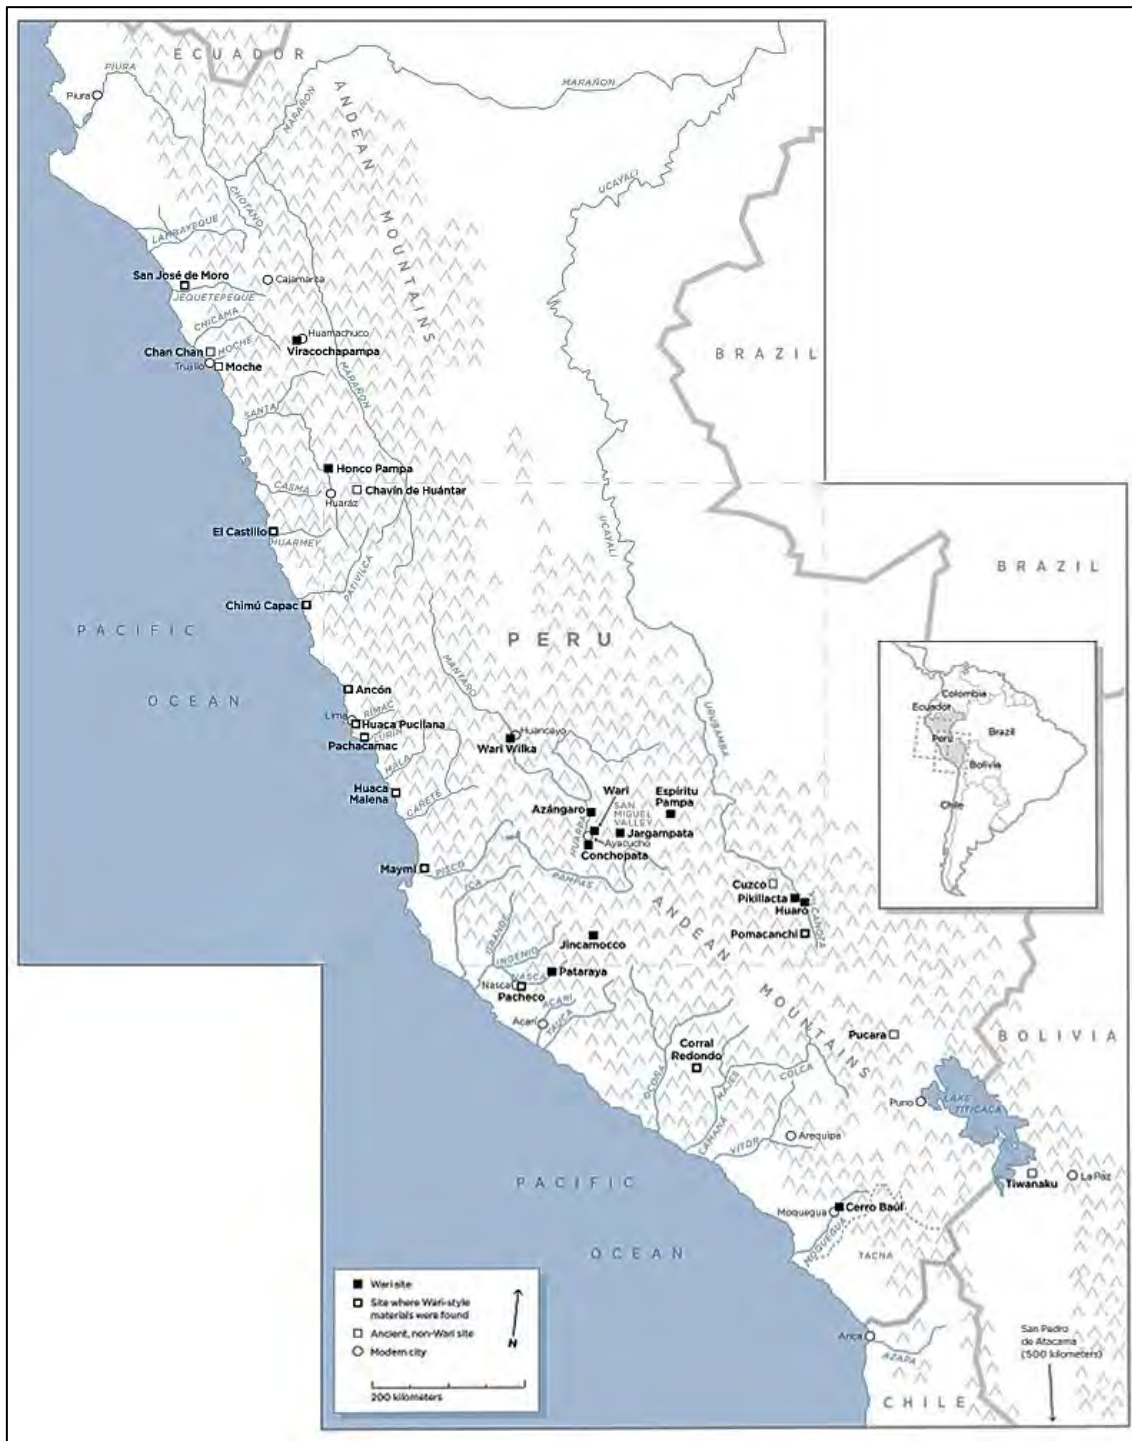 ECUADOR
PIURA
Piura
MARAÑON
MARAÑON
ANDEAN MOUNTAINS
CHOTANO
UCAYALI
LAMBAYEQUE
San José de Moro
Cajamarca
JEQUETEPEQUE
CHICAMA
Huamachuco
Viracochapampa
Chan Chan
MOCHE
Trujillo
Moche
BRAZIL
MARAÑON
SANTA
Honco Pampa
CASMA
Chavín de Huántar
Huaráz
El Castillo
HUARMEY
UCAYALI
BRAZIL
PATIVILCA
Chimú Capac
PACIFIC
OCEAN
PERU
MANTARO
Ancón
Lima
RIMAC
Huaca Pucllana
Pachacamac
LURIN
Huancayo
Wari Wilka
URUBAMBA
MALA
Huaca
Malena
CAÑETE
Wari
Espíritu
Pampa
Azángaro
SAN
MIGUEL
VALLEY
Jargampata
HUARPA
Ayacucho
Conchopata
Maymi
PISCO
ICA
PAMPAS
Cuzco
Pikillacta
Huaro
VILCANOTA
Pomacanchi
ANDEAN MOUNTAINS
GRANDE
Jincamocco
INGENIO
NASCA
Pataraya
Nasca
Pacheco
ACARI
Acarí
YAUCA
Corral
Redondo
OCOÑA
MAJES
COLCA
CAMANÁ
VITOR
Arequipa
Pucara
BOLIVIA
Puno
LAKE
TITICACA
Tiwanaku
La Paz
PACIFIC
OCEAN
Moquegua
Cerro Baúl
MOQUEGUA
TACNA
Arica
AZAPA
CHILE
San Pedro
de Atacama
(500 kilometers)
Colombia
Ecuador
Peru
Brazil
Bolivia
Chile
Wari site
Site where Wari-style
materials were found
Ancient, non-Wari site
Modern city
N
200 kilometers